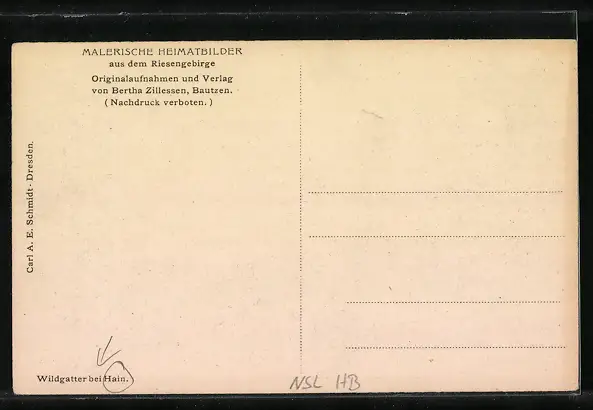 MALERISCHE HEIMATBILDER
aus dem Riesengebirge
Originalaufnahmen und Verlag
von Bertha Zillessen, Bautzen.
(Nachdruck verboten.)
Carl A. E. Schmidt-Dresden.
Wildgatter bei Hain.
NSL HB